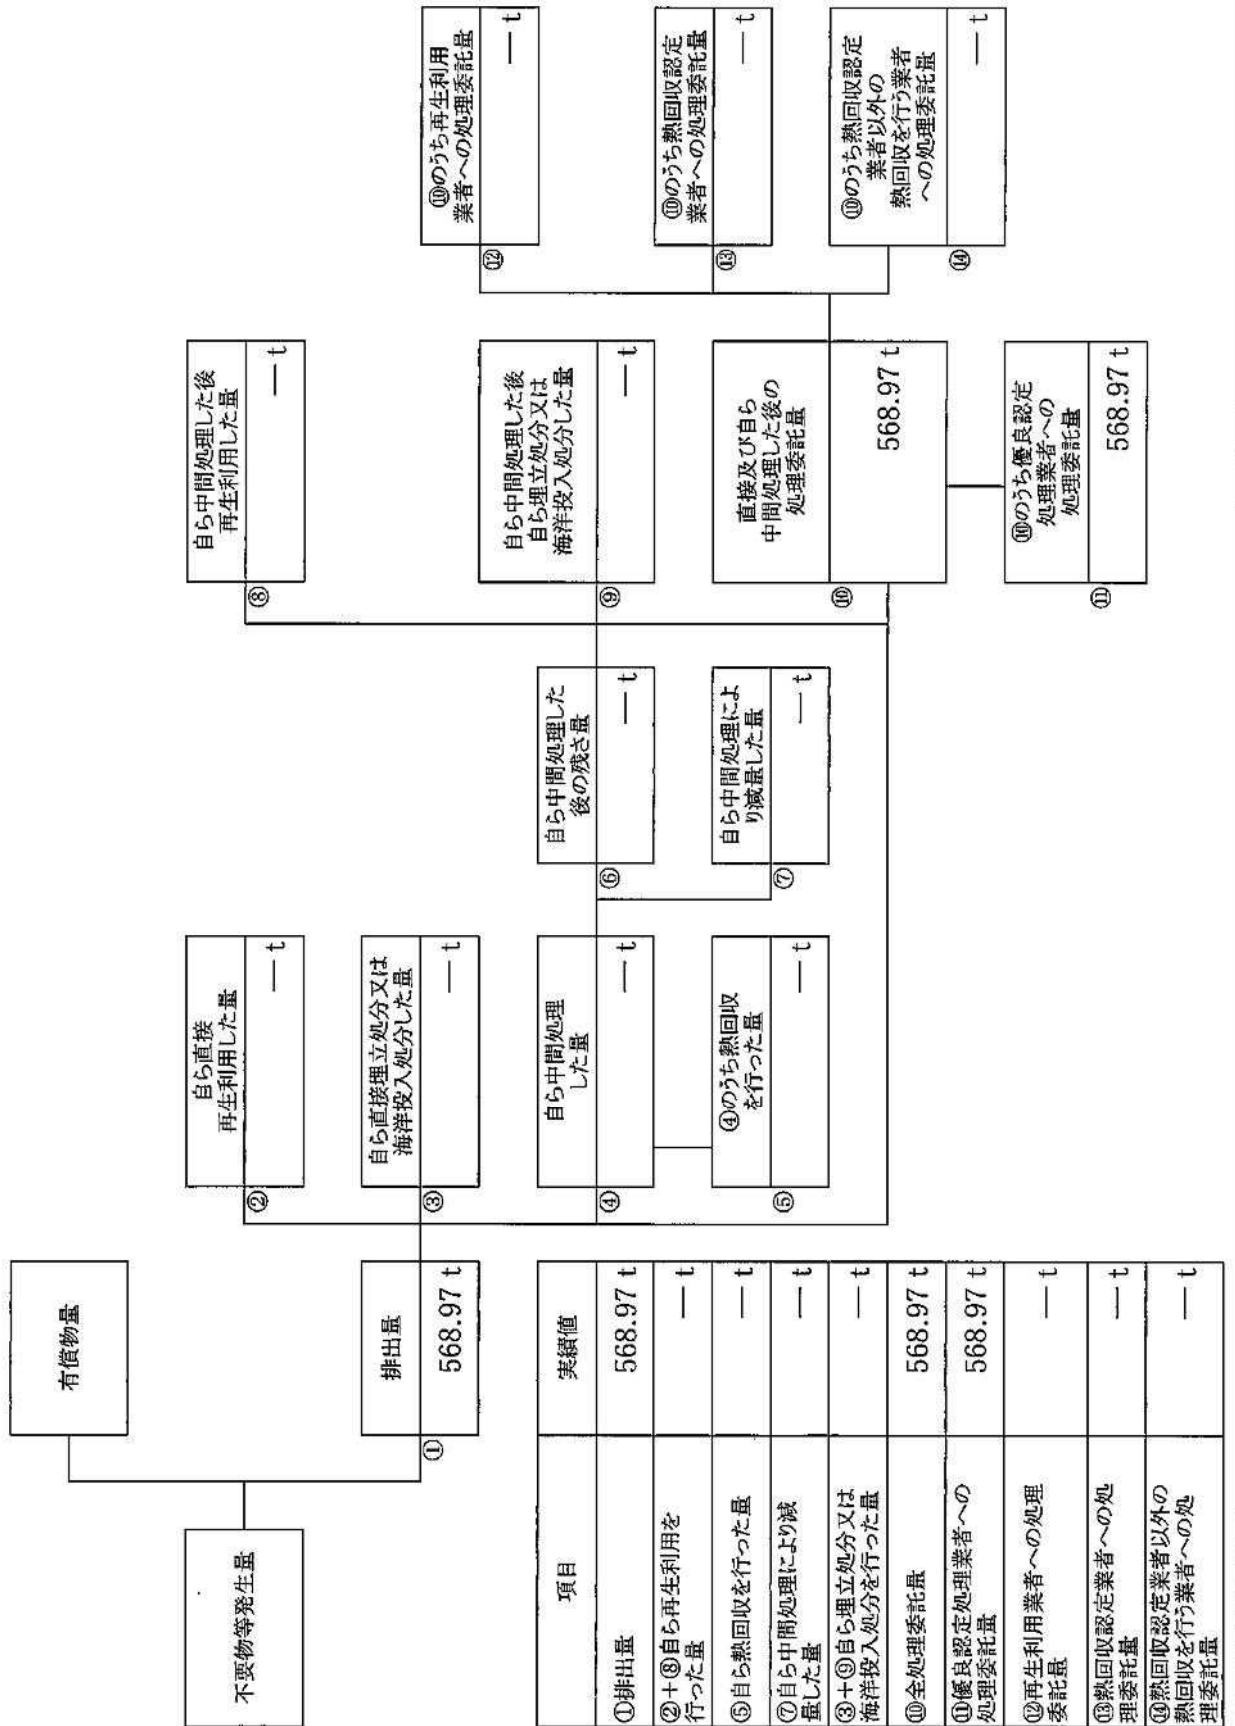 不要物等発生量
有償物量
排出量
①
568.97 t
自ら直接
再生利用した量
②
― t
自ら直接埋立処分又は
海洋投入処分した量
③
― t
自ら中間処理
した量
④
― t
④のうち熱回収
を行った量
⑤
― t
自ら中間処理した
後の残さ量
⑥
― t
自ら中間処理によ
り減量した量
⑦
― t
自ら中間処理した後
再生利用した量
⑧
― t
自ら中間処理した後
自ら埋立処分又は
海洋投入処分した量
⑨
― t
直接及び自ら
中間処理した後の
処理委託量
⑩
568.97 t
⑩のうち優良認定
処理業者への
処理委託量
⑪
568.97 t
⑩のうち再生利用
業者への処理委託量
⑫
― t
⑩のうち熱回収認定
業者への処理委託量
⑬
― t
⑩のうち熱回収認定
業者以外の
熱回収を行う業者
への処理委託量
⑭
― t
項目 実績値
①排出量 568.97 t
②+⑧自ら再生利用を
行った量 ― t
⑤自ら熱回収を行った量 ― t
⑦自ら中間処理により減
量した量 ― t
③+⑨自ら埋立処分又は
海洋投入処分を行った量 ― t
⑩全処理委託量 568.97 t
⑪優良認定処理業者への
処理委託量 568.97 t
⑫再生利用業者への処理
委託量 ― t
⑬熱回収認定業者への処
理委託量 ― t
⑭熱回収認定業者以外の
熱回収を行う業者への処
理委託量 ― t